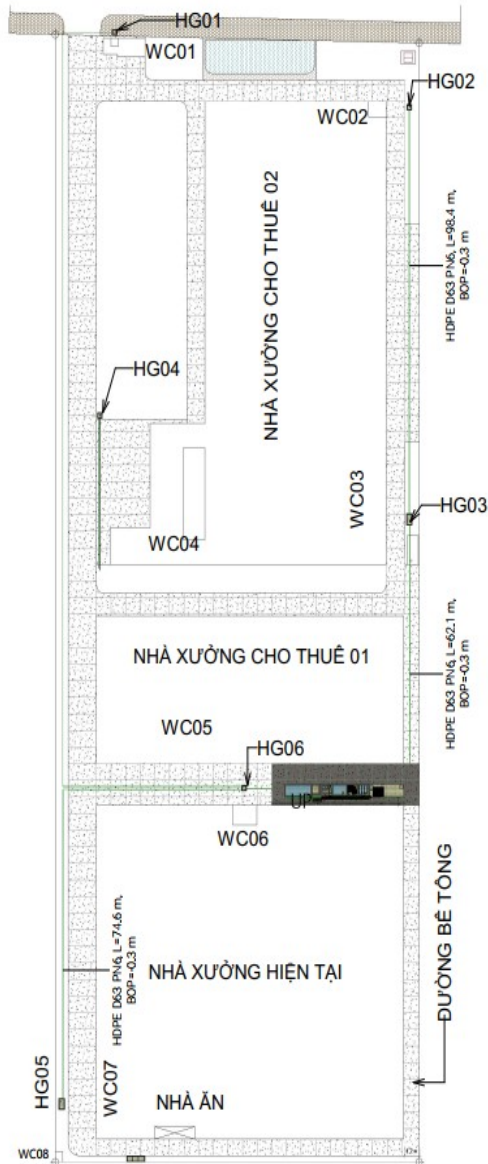 HG01
WC01
HG02
WC02
NHÀ XƯỞNG CHO THUÊ 02
HDPE D63 PN6, L=98.4 m,
BOP=-0.3 m
HG04
WC03
HG03
WC04
NHÀ XƯỞNG CHO THUÊ 01
HDPE D63 PN6, L=62.1 m,
BOP=-0.3 m
WC05
HG06
UP
WC06
ĐƯỜNG BÊ TÔNG
HDPE D63 PN6, L=74.6 m,
BOP=-0.3 m
NHÀ XƯỞNG HIỆN TẠI
HG05
WC07
NHÀ ĂN
WC08